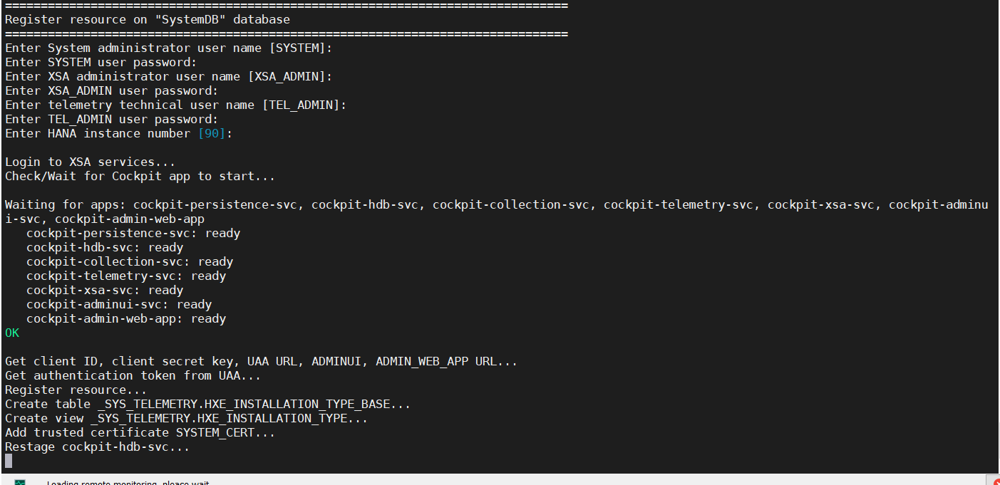 ===============================================================================
Register resource on "SystemDB" database
===============================================================================
Enter System administrator user name [SYSTEM]:
Enter SYSTEM user password:
Enter XSA administrator user name [XSA_ADMIN]:
Enter XSA_ADMIN user password:
Enter telemetry technical user name [TEL_ADMIN]:
Enter TEL_ADMIN user password:
Enter HANA instance number [90]:
Login to XSA services...
Check/Wait for Cockpit app to start...
Waiting for apps: cockpit-persistence-svc, cockpit-hdb-svc, cockpit-collection-svc, cockpit-telemetry-svc, cockpit-xsa-svc, cockpit-adminu
i-svc, cockpit-admin-web-app
cockpit-persistence-svc: ready
cockpit-hdb-svc: ready
cockpit-collection-svc: ready
cockpit-telemetry-svc: ready
cockpit-xsa-svc: ready
cockpit-adminui-svc: ready
cockpit-admin-web-app: ready
OK
Get client ID, client secret key, UAA URL, ADMINUI, ADMIN_WEB_APP URL...
Get authentication token from UAA...
Register resource...
Create table _SYS_TELEMETRY.HXE_INSTALLATION_TYPE_BASE...
Create view _SYS_TELEMETRY.HXE_INSTALLATION_TYPE...
Add trusted certificate SYSTEM_CERT...
Restage cockpit-hdb-svc...
Loading remote monitoring, please wait